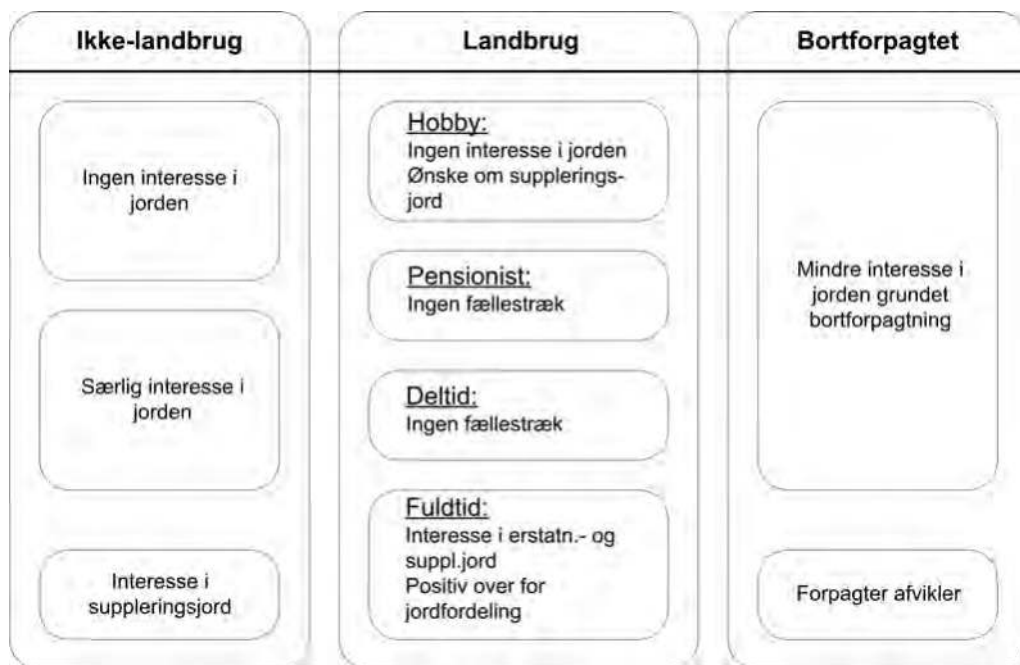 Ikke-landbrug
Ingen interesse i
jorden
Særlig interesse i
jorden
Interesse i
suppleringsjord
Landbrug
Hobby:
Ingen interesse i jorden
Ønske om supplerings-
jord
Pensionist:
Ingen fællestræk
Deltid:
Ingen fællestræk
Fuldtid:
Interesse i erstatn.- og
suppl.jord
Positiv over for
jordfordeling
Bortforpagtet
Mindre interesse i
jorden grundet
bortforpagtning
Forpagter afvikler